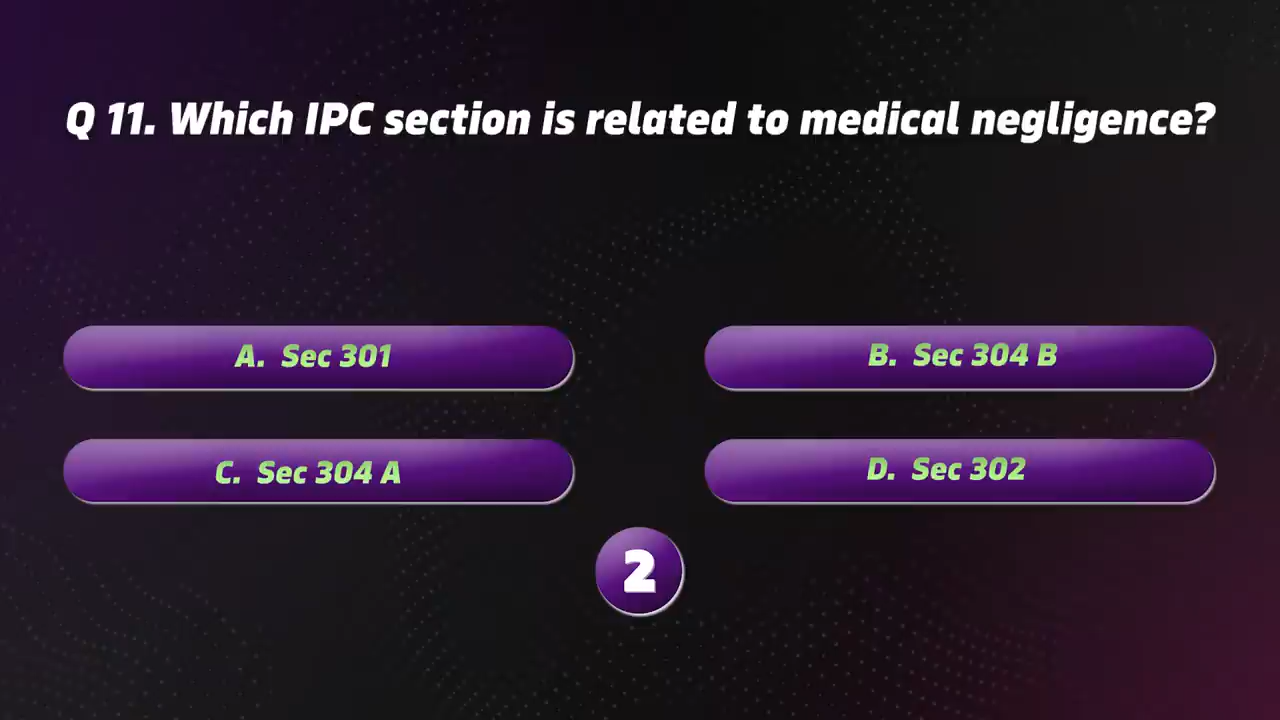 Q 11. Which IPC section is related to medical negligence?
A. Sec 301
B. Sec 304 B
C. Sec 304 A
D. Sec 302
2